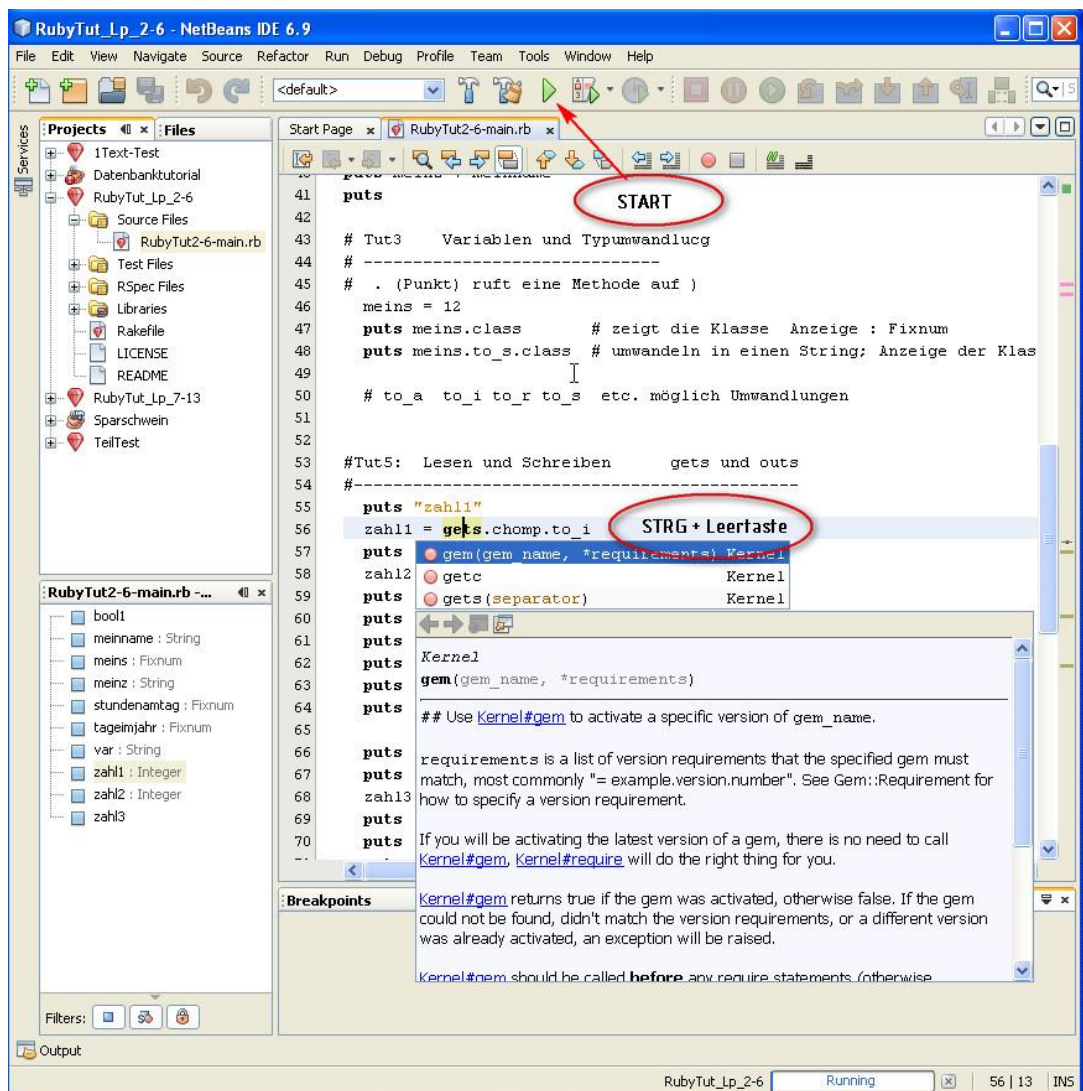 RubyTut_Lp_2-6 - NetBeans IDE 6.9
File Edit View Navigate Source Refactor Run Debug Profile Team Tools Window Help
<default>
Services
Projects
Files
1Text-Test
Datenbanktutorial
RubyTut_Lp_2-6
Source Files
RubyTut2-6-main.rb
Test Files
RSpec Files
Libraries
Rakefile
LICENSE
README
RubyTut_Lp_7-13
Sparschwein
TeilTest
Start Page
RubyTut2-6-main.rb
START
41 puts
42
43 # Tut3 Variablen und Typumwandlucg
44 # ------------------------------
45 # . (Punkt) ruft eine Methode auf )
46 meins = 12
47 puts meins.class # zeigt die Klasse Anzeige : Fixnum
48 puts meins.to_s.class # umwandeln in einen String; Anzeige der Klas
49
50 # to_a to_i to_r to_s etc. möglich Umwandlungen
51
52
53 #Tut5: Lesen und Schreiben gets und outs
54 #---------------------------------------------
55 puts "zahl1"
56 zahl1 = gets.chomp.to_i
STRG + Leertaste
57 puts
58 zahl2
59 puts
60 puts
61 puts
62 puts
63 puts
64 puts
65
66 puts
67 puts
68 zahl3
69 puts
70 puts
gem(gem_name, *requirements) Kernel
getc Kernel
gets(separator) Kernel
Kernel
gem(gem_name, *requirements)
## Use Kernel#gem to activate a specific version of gem_name.
requirements is a list of version requirements that the specified gem must
match, most commonly "= example.version.number". See Gem::Requirement for
how to specify a version requirement.
If you will be activating the latest version of a gem, there is no need to call
Kernel#gem, Kernel#require will do the right thing for you.
Kernel#gem returns true if the gem was activated, otherwise false. If the gem
could not be found, didn't match the version requirements, or a different version
was already activated, an exception will be raised.
Kernel#gem should be called before any require statements (otherwise
RubyTut2-6-main.rb -...
bool1
meinname : String
meins : Fixnum
meinz : String
stundenamtag : Fixnum
tageimjahr : Fixnum
var : String
zahl1 : Integer
zahl2 : Integer
zahl3
Filters:
Breakpoints
Output
RubyTut_Lp_2-6
Running
56 | 13
INS